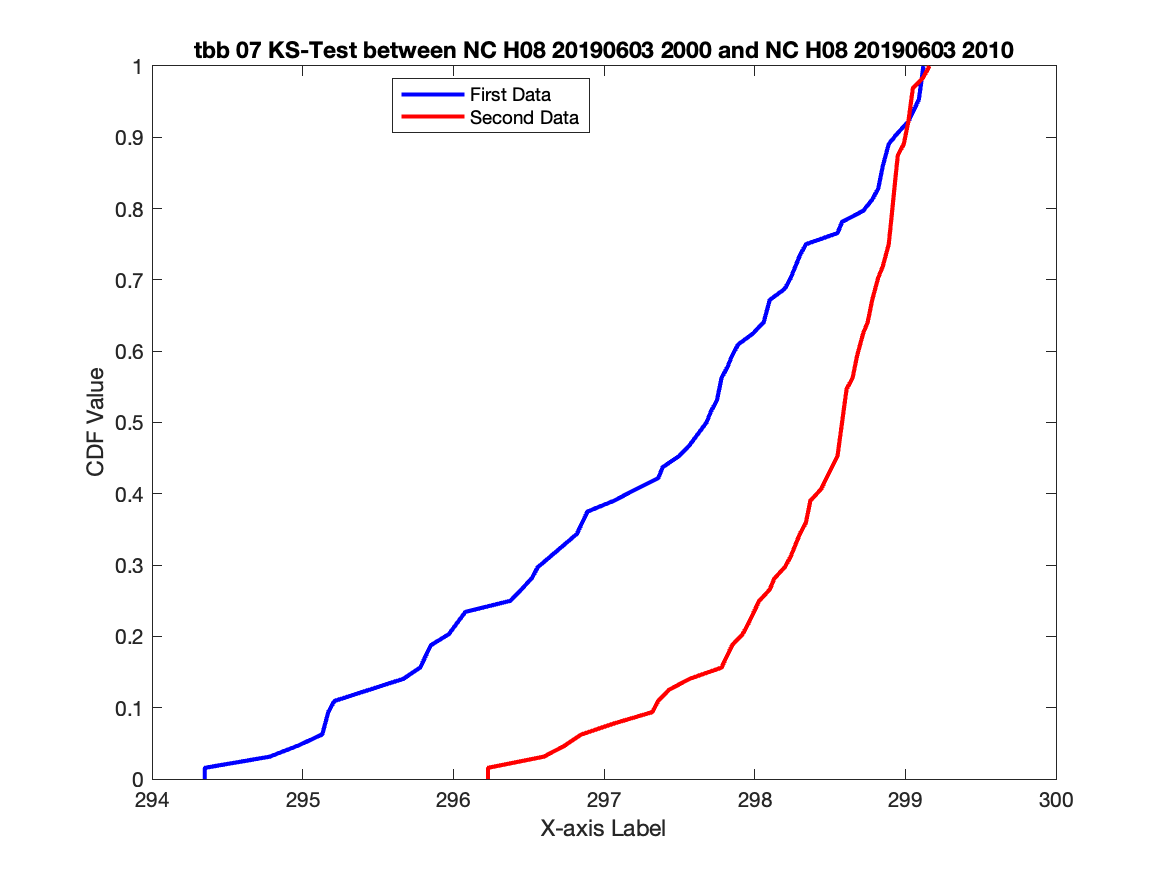 tbb 07 KS-Test between NC H08 20190603 2000 and NC H08 20190603 2010
First Data
Second Data
1
0.9
0.8
0.7
0.6
0.5
0.4
0.3
0.2
0.1
0
CDF Value
294 295 296 297 298 299 300
X-axis Label